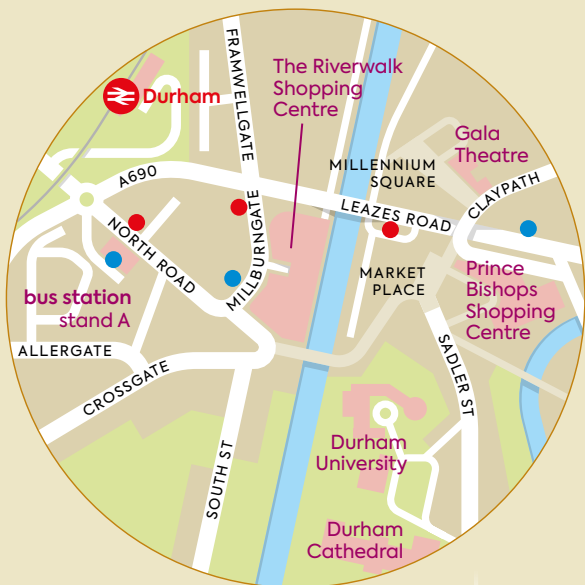 FRAMWELLGATE
The Riverwalk
Shopping
Centre
Durham
Gala
Theatre
MILLENNIUM
SQUARE
A690
CLAYPATH
LEAZES ROAD
NORTH ROAD
MILLBURNGATE
MARKET
PLACE
Prince
Bishops
Shopping
Centre
bus station
stand A
ALLERGATE
CROSSGATE
SADLER ST
SOUTH ST
Durham
University
Durham
Cathedral